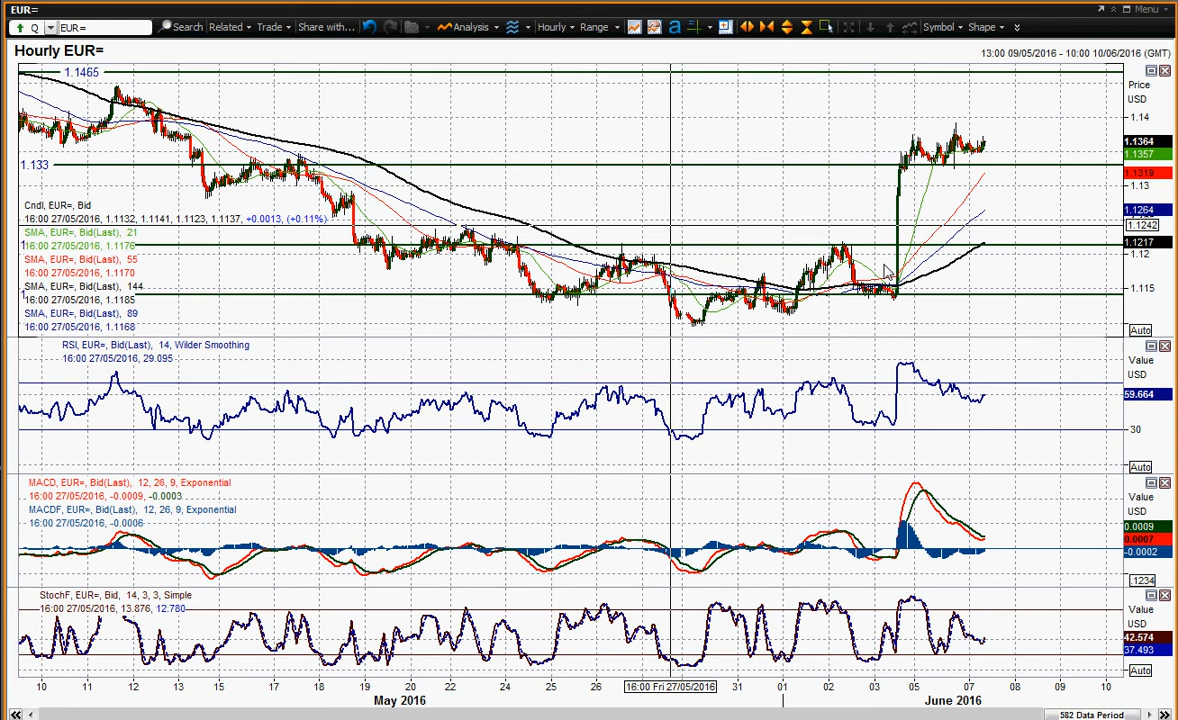 EUR=
Menu
Q EUR= Search Related Trade Share with... Analysis Hourly Range a Symbol Shape
Hourly EUR=
13:00 09/05/2016 - 10:00 10/06/2016 (GMT)
1.1465
Price
USD
1.14
1.1364
1.1357
1.133
1.1319
1.13
1.1264
1.1242
1.1217
1.12
1.115
Auto
Cndl, EUR=, Bid
16:00 27/05/2016, 1.1132, 1.1141, 1.1123, 1.1137, +0.0013, (+0.11%)
SMA, EUR=, Bid(Last), 21
16:00 27/05/2016, 1.1176
SMA, EUR=, Bid(Last), 55
16:00 27/05/2016, 1.1170
SMA, EUR=, Bid(Last), 144
16:00 27/05/2016, 1.1185
SMA, EUR=, Bid(Last), 89
16:00 27/05/2016, 1.1168
RSI, EUR=, Bid(Last), 14, Wilder Smoothing
16:00 27/05/2016, 29.095
Value
USD
59.664
30
Auto
MACD, EUR=, Bid(Last), 12, 26, 9, Exponential
16:00 27/05/2016, -0.0009, -0.0003
MACDF, EUR=, Bid(Last), 12, 26, 9, Exponential
16:00 27/05/2016, -0.0006
Value
USD
0.0009
0.0007
-0.0002
1234
StochF, EUR=, Bid, 14, 3, 3, Simple
16:00 27/05/2016, 13.876, 12.780
Value
USD
42.574
37.493
Auto
10 11 12 13 16 17 18 19 20 22 24 25 26 16:00 Fri 27/05/2016 31 01 02 03 05 07 08 09 10
May 2016 June 2016
582 Data Period